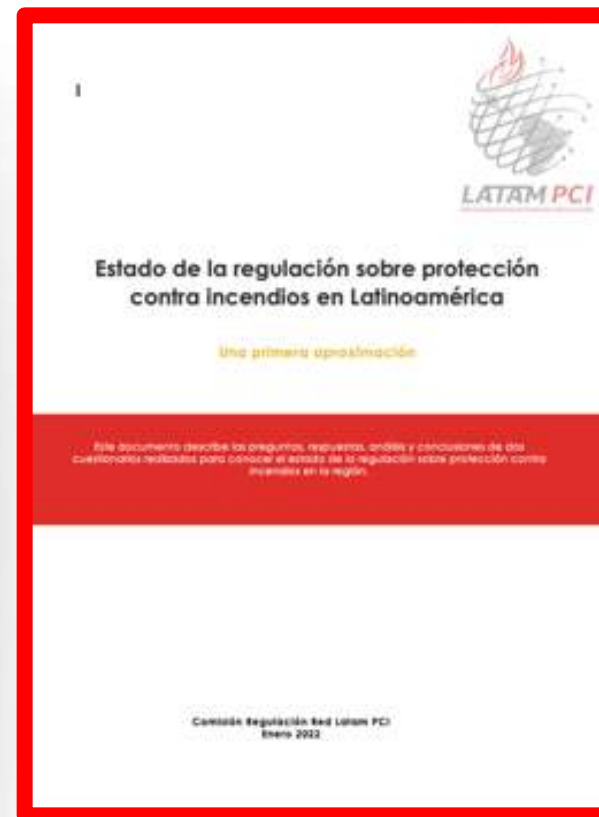 LATAM PCI
Estado de la regulación sobre protección
contra incendios en Latinoamérica
Una primera aproximación
Este documento describe las preguntas, respuestas, análisis y conclusiones de dos
cuestionarios realizados para conocer el estado de la regulación sobre protección contra
incendios en la región.
Comisión Regulación Red Latam PCI
Enero 2022